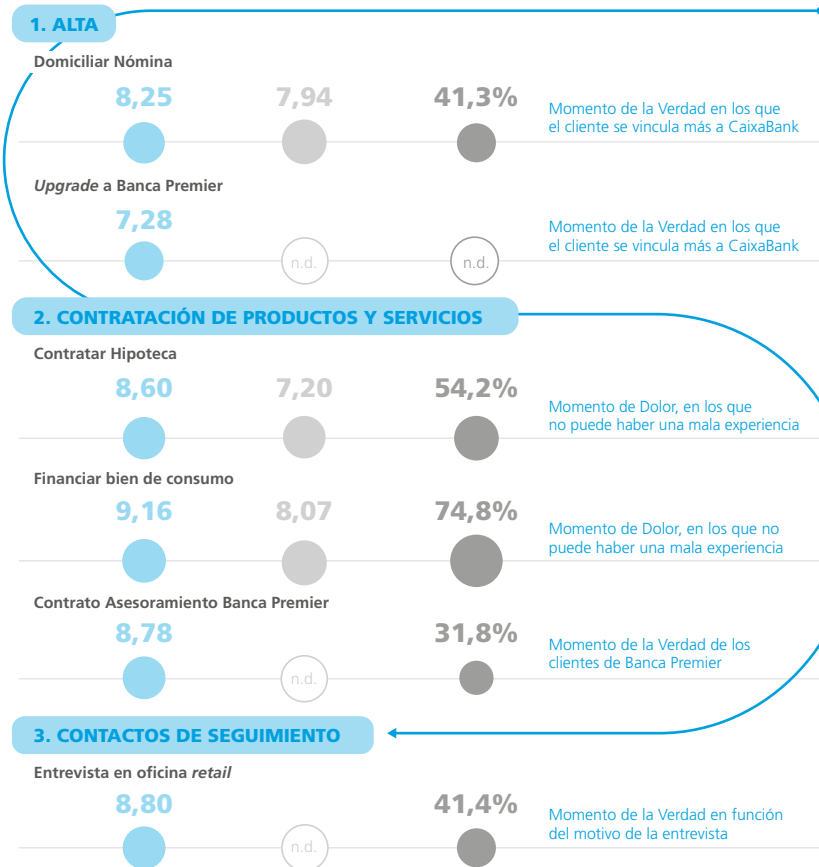 1. ALTA
Domiciliar Nómina
8,25 7,94 41,3%
Momento de la Verdad en los que
el cliente se vincula más a CaixaBank
Upgrade a Banca Premier
7,28
n.d. n.d.
Momento de la Verdad en los que
el cliente se vincula más a CaixaBank
2. CONTRATACIÓN DE PRODUCTOS Y SERVICIOS
Contratar Hipoteca
8,60 7,20 54,2%
Momento de Dolor, en los que
no puede haber una mala experiencia
Financiar bien de consumo
9,16 8,07 74,8%
Momento de Dolor, en los que no
puede haber una mala experiencia
Contrato Asesoramiento Banca Premier
8,78 31,8%
n.d.
Momento de la Verdad de los
clientes de Banca Premier
3. CONTACTOS DE SEGUIMIENTO
Entrevista en oficina retail
8,80 41,4%
n.d.
Momento de la Verdad en función
del motivo de la entrevista